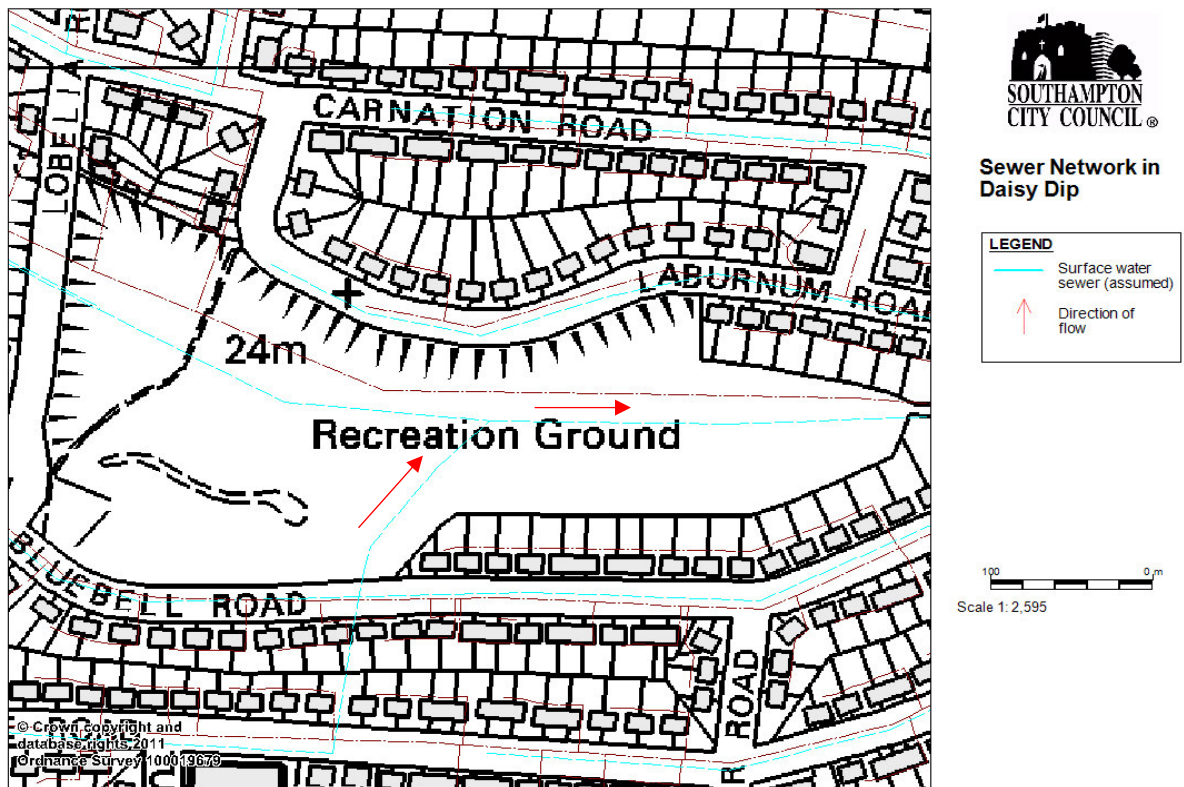 CARNATION ROAD
LOBELIA
LABURNUM ROAD
24m
Recreation Ground
BLUEBELL ROAD
ROAD
R
R
© Crown copyright and
database rights 2011
Ordnance Survey 100019679
SOUTHAMPTON
CITY COUNCIL ®
Sewer Network in
Daisy Dip
LEGEND
Surface water
sewer (assumed)
Direction of
flow
100 0 m
Scale 1: 2,595